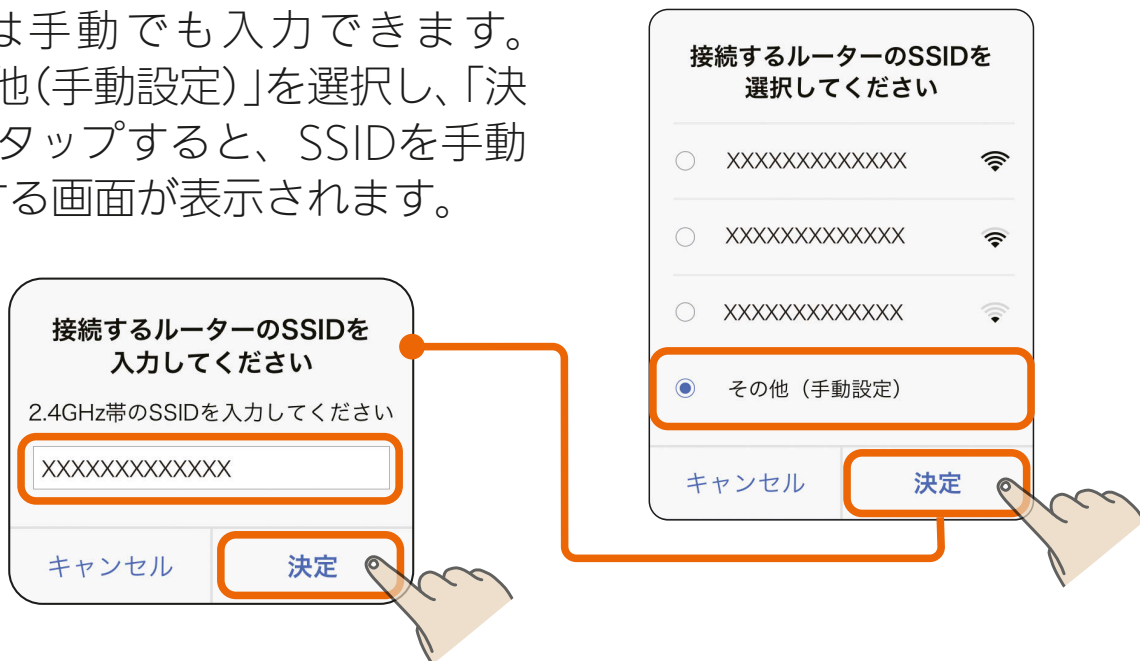 は手動でも入力できます。
他(手動設定)」を選択し、「決
タップすると、SSIDを手動
する画面が表示されます。
接続するルーターのSSIDを
選択してください
XXXXXXXXXXXXX
XXXXXXXXXXXXX
XXXXXXXXXXXXX
その他（手動設定）
キャンセル 決定
接続するルーターのSSIDを
入力してください
2.4GHz帯のSSIDを入力してください
XXXXXXXXXXXXX
キャンセル 決定